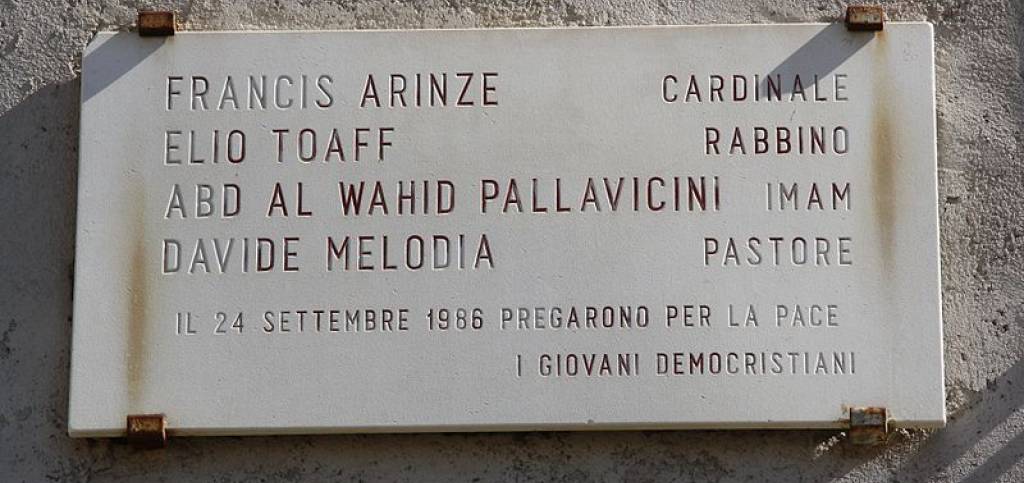 FRANCIS ARINZE CARDINALE
ELIO TOAFF RABBINO
ABD AL WAHID PALLAVICINI IMAM
DAVIDE MELODIA PASTORE
IL 24 SETTEMBRE 1986 PREGARONO PER LA PACE
I GIOVANI DEMOCRISTIANI